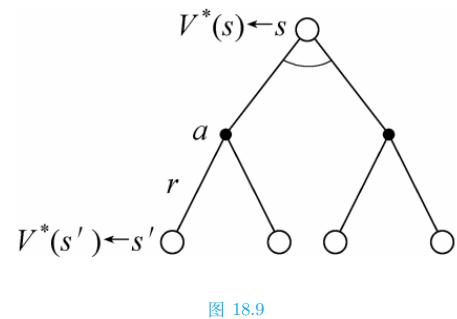 V*(s)←s
a
r
V*(s′)←s′
图 18.9